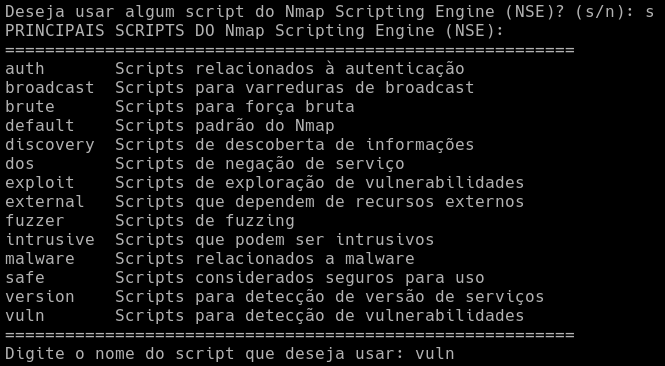 Deseja usar algum script do Nmap Scripting Engine (NSE)? (s/n): s
PRINCIPAIS SCRIPTS DO Nmap Scripting Engine (NSE):
=========================================================
auth       Scripts relacionados à autenticação
broadcast  Scripts para varreduras de broadcast
brute      Scripts para força bruta
default    Scripts padrão do Nmap
discovery  Scripts de descoberta de informações
dos        Scripts de negação de serviço
exploit    Scripts de exploração de vulnerabilidades
external   Scripts que dependem de recursos externos
fuzzer     Scripts de fuzzing
intrusive  Scripts que podem ser intrusivos
malware    Scripts relacionados a malware
safe       Scripts considerados seguros para uso
version    Scripts para detecção de versão de serviços
vuln       Scripts para detecção de vulnerabilidades
=========================================================
Digite o nome do script que deseja usar: vuln